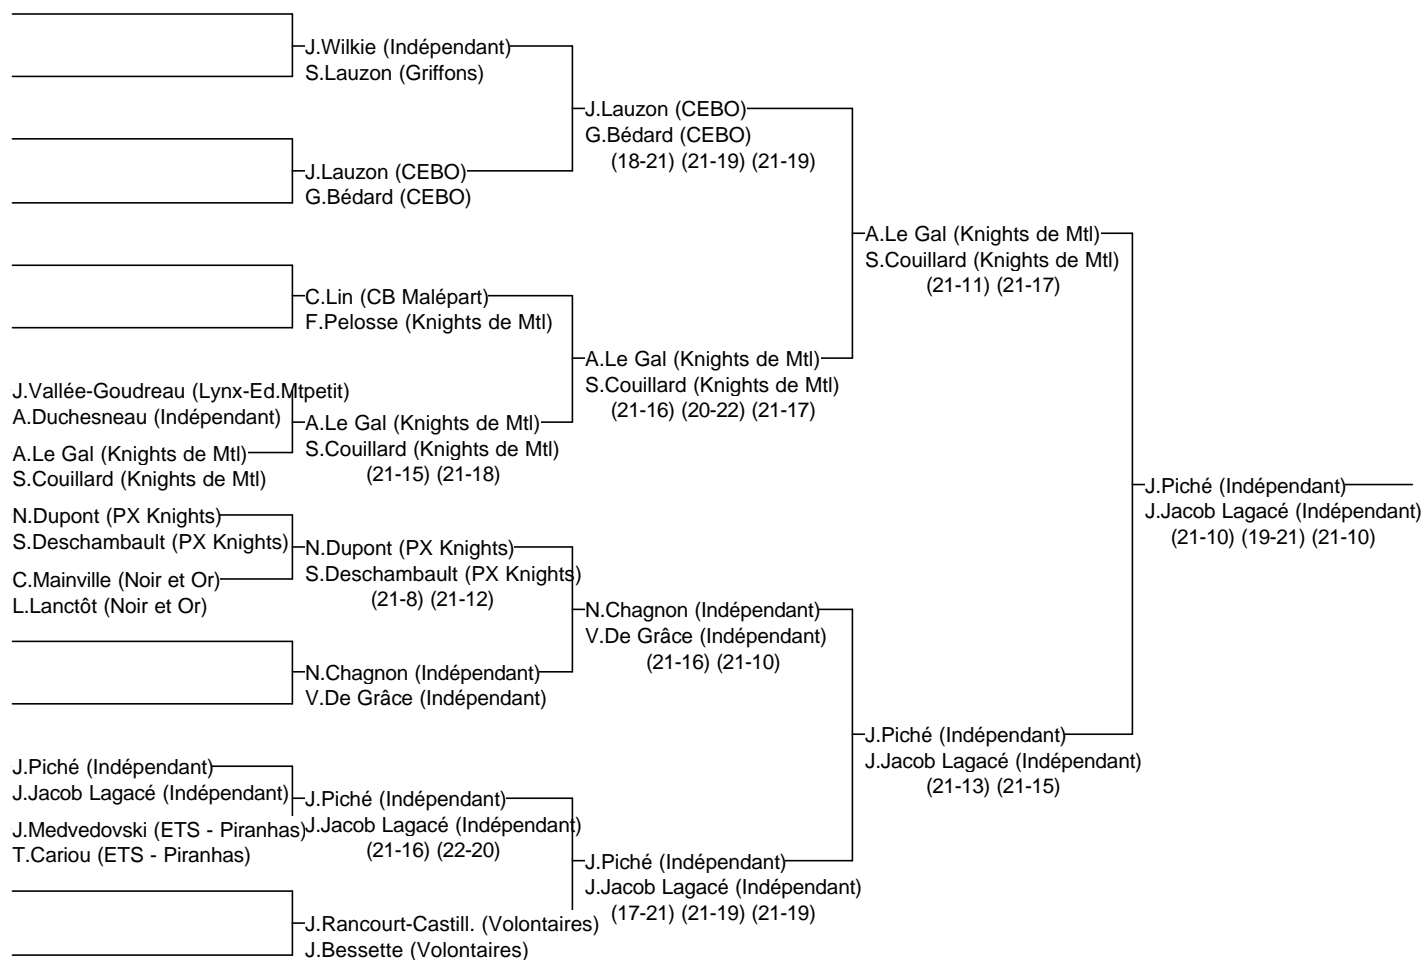 J.Wilkie (Indépendant)
S.Lauzon (Griffons)
J.Lauzon (CEBO)
G.Bédard (CEBO)
(18-21) (21-19) (21-19)
J.Lauzon (CEBO)
G.Bédard (CEBO)
A.Le Gal (Knights de Mtl)
S.Couillard (Knights de Mtl)
(21-11) (21-17)
C.Lin (CB Malépart)
F.Pelosse (Knights de Mtl)
A.Le Gal (Knights de Mtl)
S.Couillard (Knights de Mtl)
(21-16) (20-22) (21-17)
J.Vallée-Goudreau (Lynx-Ed.Mtpetit)
A.Duchesneau (Indépendant)
A.Le Gal (Knights de Mtl)
S.Couillard (Knights de Mtl)
(21-15) (21-18)
A.Le Gal (Knights de Mtl)
S.Couillard (Knights de Mtl)
J.Piché (Indépendant)
J.Jacob Lagacé (Indépendant)
(21-10) (19-21) (21-10)
N.Dupont (PX Knights)
S.Deschambault (PX Knights)
N.Dupont (PX Knights)
S.Deschambault (PX Knights)
(21-8) (21-12)
C.Mainville (Noir et Or)
L.Lanctôt (Noir et Or)
N.Chagnon (Indépendant)
V.De Grâce (Indépendant)
(21-16) (21-10)
N.Chagnon (Indépendant)
V.De Grâce (Indépendant)
J.Piché (Indépendant)
J.Jacob Lagacé (Indépendant)
(21-13) (21-15)
J.Piché (Indépendant)
J.Jacob Lagacé (Indépendant)
J.Piché (Indépendant)
J.Jacob Lagacé (Indépendant)
(21-16) (22-20)
J.Medvedovski (ETS - Piranhas)
T.Cariou (ETS - Piranhas)
J.Piché (Indépendant)
J.Jacob Lagacé (Indépendant)
(17-21) (21-19) (21-19)
J.Rancourt-Castill. (Volontaires)
J.Bessette (Volontaires)